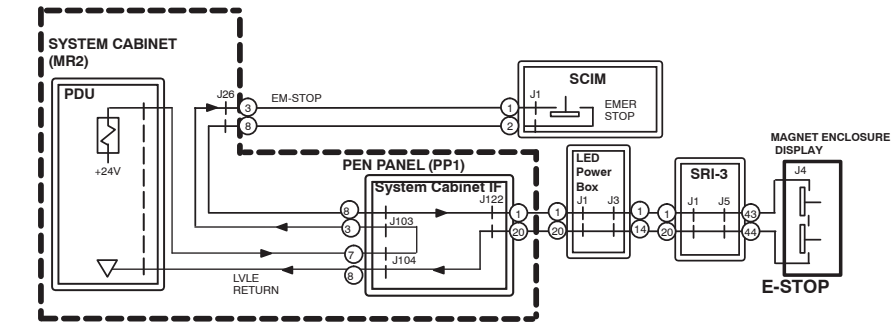 SYSTEM CABINET
(MR2)
PDU
+24V
J26
3
8
EM-STOP
1
2
SCIM
J1
EMER
STOP
PEN PANEL (PP1)
System Cabinet IF
J122
8
3
J103
7
J104
8
LVLE
RETURN
1
20
LED
Power
Box
J1
J3
1
20
1
14
SRI-3
J1
J5
1
20
43
44
MAGNET ENCLOSURE
DISPLAY
J4
E-STOP